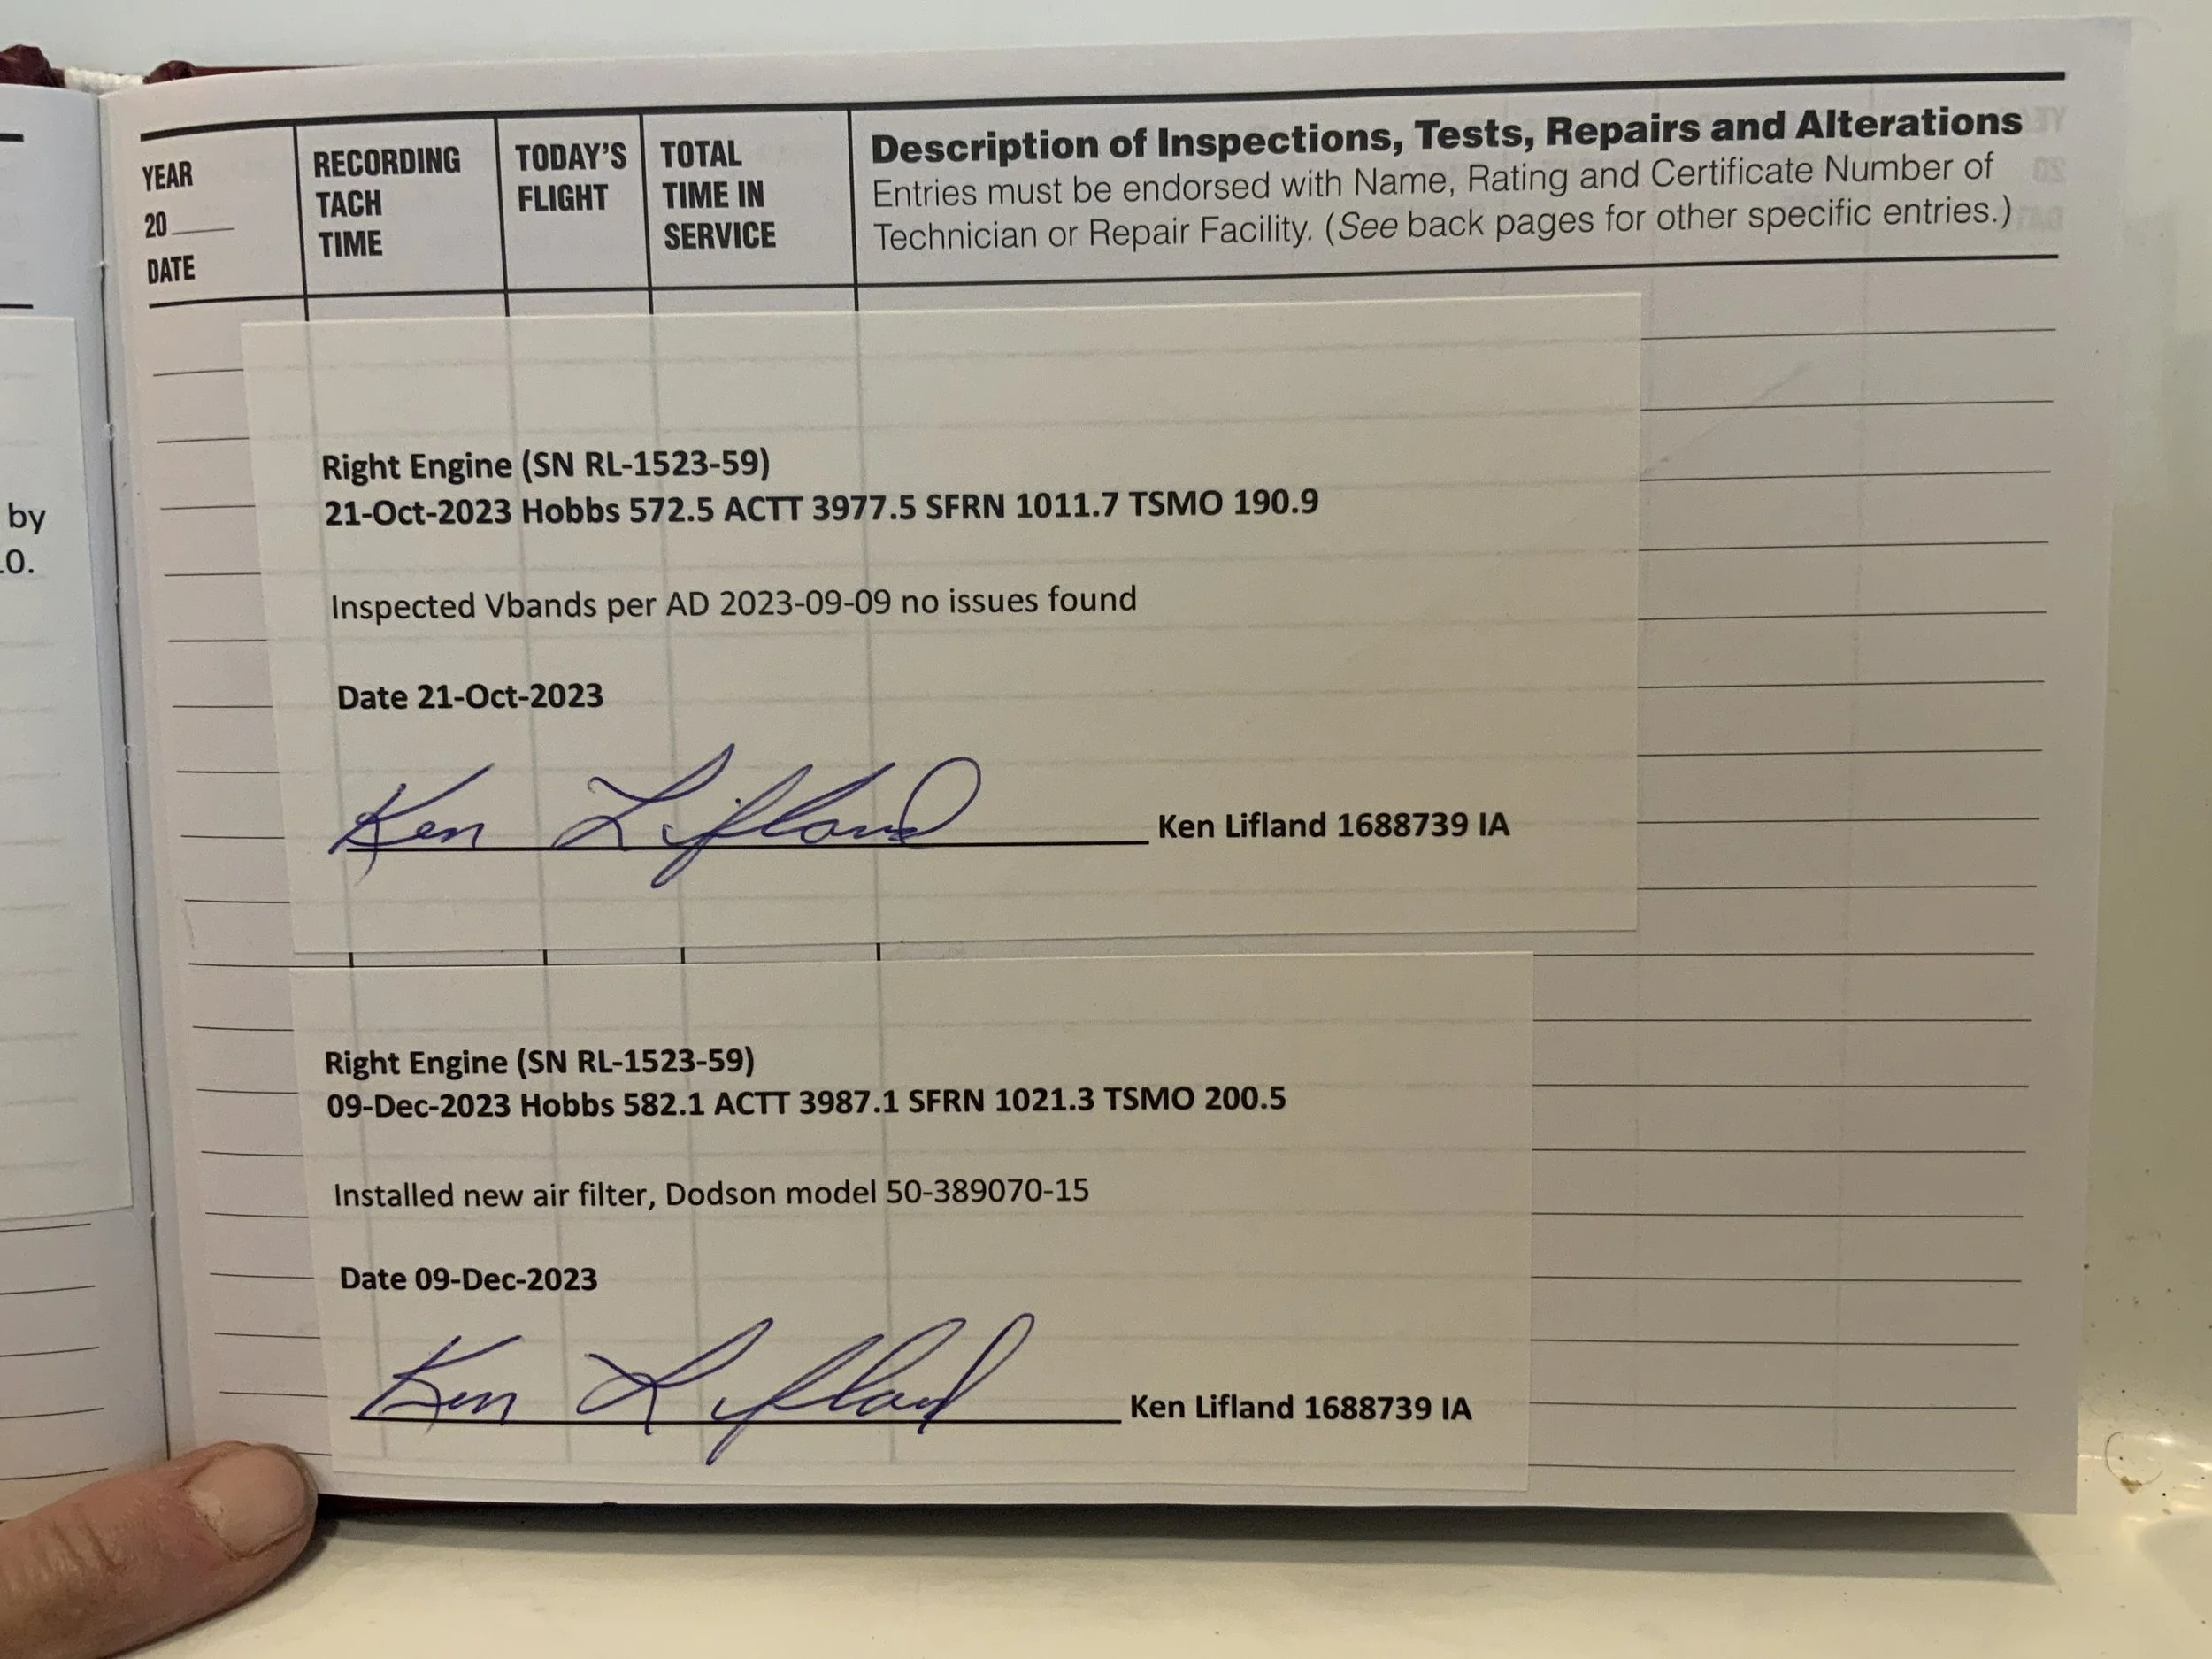 by
.0.
YEAR
20____
DATE
RECORDING
TACH
TIME
TODAY'S
FLIGHT
TOTAL
TIME IN
SERVICE
Description of Inspections, Tests, Repairs and Alterations
Entries must be endorsed with Name, Rating and Certificate Number of
Technician or Repair Facility. (See back pages for other specific entries.)
Right Engine (SN RL-1523-59)
21-Oct-2023 Hobbs 572.5 ACTT 3977.5 SFRN 1011.7 TSMO 190.9
Inspected Vbands per AD 2023-09-09 no issues found
Date 21-Oct-2023
Ken Lifland Ken Lifland 1688739 IA
Right Engine (SN RL-1523-59)
09-Dec-2023 Hobbs 582.1 ACTT 3987.1 SFRN 1021.3 TSMO 200.5
Installed new air filter, Dodson model 50-389070-15
Date 09-Dec-2023
Ken Lifland Ken Lifland 1688739 IA